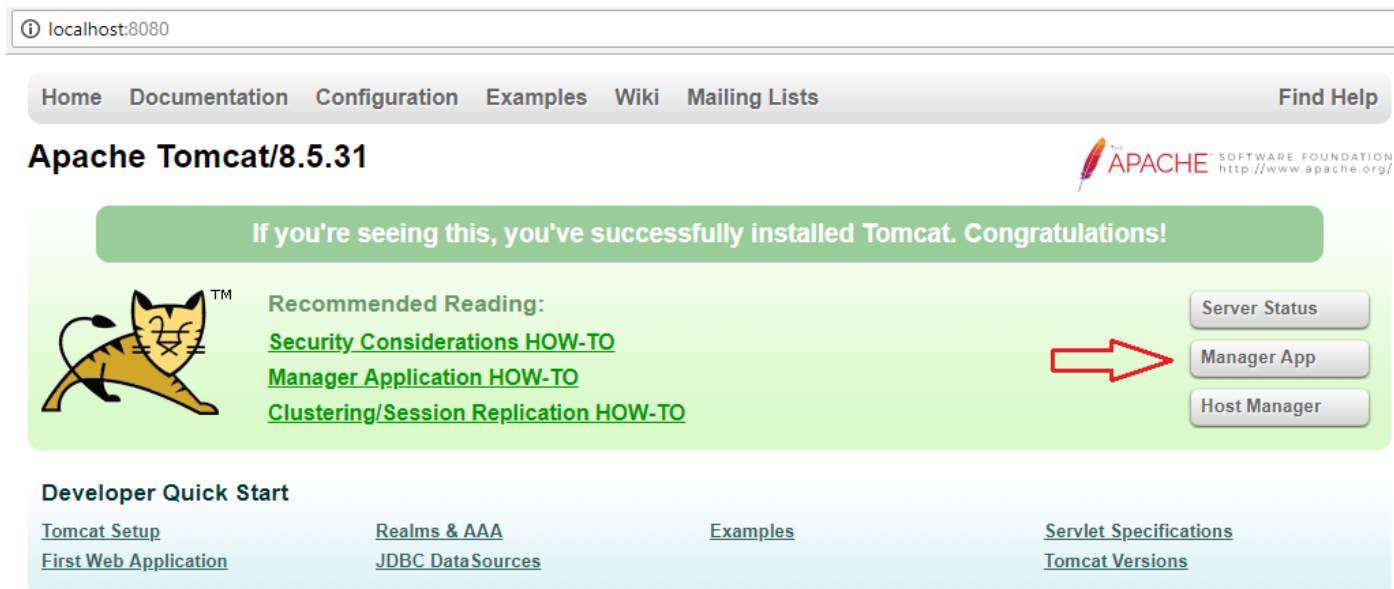 localhost:8080
Home Documentation Configuration Examples Wiki Mailing Lists Find Help
Apache Tomcat/8.5.31
THE
APACHE™ SOFTWARE FOUNDATION
http://www.apache.org/
If you're seeing this, you've successfully installed Tomcat. Congratulations!
TM
Recommended Reading:
Security Considerations HOW-TO
Manager Application HOW-TO
Clustering/Session Replication HOW-TO
Server Status
Manager App
Host Manager
Developer Quick Start
Tomcat Setup
First Web Application
Realms & AAA
JDBC DataSources
Examples
Servlet Specifications
Tomcat Versions